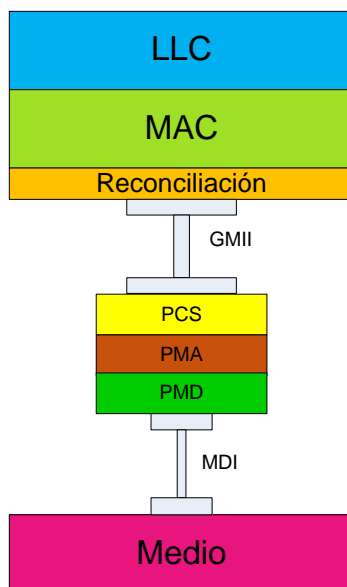 LLC
MAC
Reconciliación
GMII
PCS
PMA
PMD
MDI
Medio